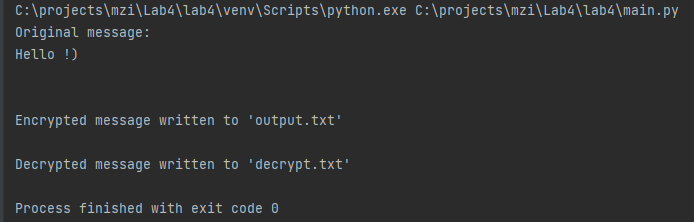 C:\projects\mzi\Lab4\lab4\venv\Scripts\python.exe C:\projects\mzi\Lab4\lab4\main.py
Original message:
Hello !)
Encrypted message written to 'output.txt'
Decrypted message written to 'decrypt.txt'
Process finished with exit code 0